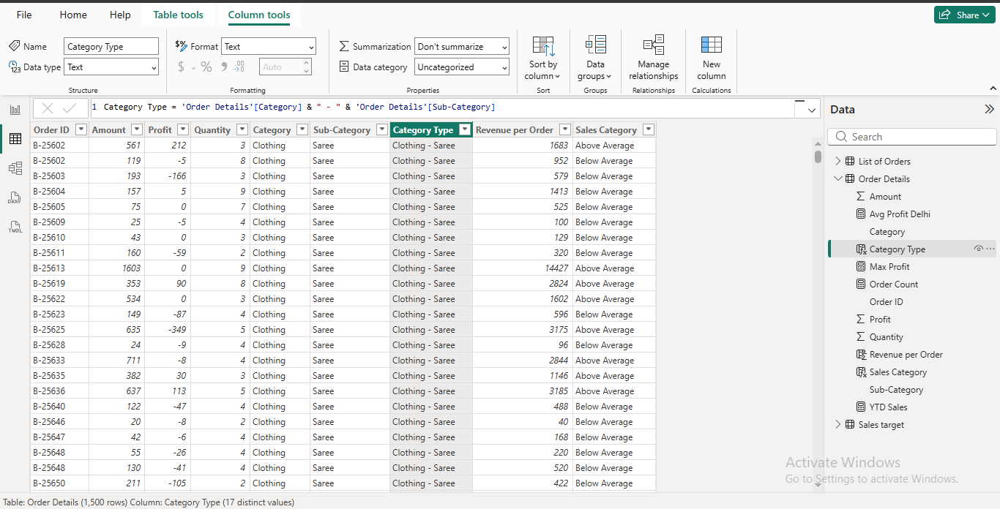 File Home Help Table tools Column tools Share
Name Category Type $% Format Text Summarization Don't summarize
Data type Text $ % Auto Data category Uncategorized
Sort by column Data groups Manage relationships New column
Structure Formatting Properties Sort Groups Relationships Calculations
1 Category Type = 'Order Details'[Category] & " - " & 'Order Details'[Sub-Category]
Order ID Amount Profit Quantity Category Sub-Category Category Type Revenue per Order Sales Category
B-25602 561 212 3 Clothing Saree Clothing - Saree 1683 Above Average
B-25602 119 -5 8 Clothing Saree Clothing - Saree 952 Below Average
B-25603 193 -166 3 Clothing Saree Clothing - Saree 579 Below Average
B-25604 157 5 9 Clothing Saree Clothing - Saree 1413 Below Average
B-25605 75 0 7 Clothing Saree Clothing - Saree 525 Below Average
B-25609 25 -5 4 Clothing Saree Clothing - Saree 100 Below Average
B-25610 43 0 3 Clothing Saree Clothing - Saree 129 Below Average
B-25611 160 -59 2 Clothing Saree Clothing - Saree 320 Below Average
B-25613 1603 0 9 Clothing Saree Clothing - Saree 14427 Above Average
B-25619 353 90 8 Clothing Saree Clothing - Saree 2824 Above Average
B-25622 534 0 3 Clothing Saree Clothing - Saree 1602 Above Average
B-25623 149 -87 4 Clothing Saree Clothing - Saree 596 Below Average
B-25625 635 -349 5 Clothing Saree Clothing - Saree 3175 Above Average
B-25628 24 -9 4 Clothing Saree Clothing - Saree 96 Below Average
B-25633 711 -8 4 Clothing Saree Clothing - Saree 2844 Above Average
B-25635 382 30 3 Clothing Saree Clothing - Saree 1146 Above Average
B-25636 637 113 5 Clothing Saree Clothing - Saree 3185 Above Average
B-25640 122 -47 4 Clothing Saree Clothing - Saree 488 Below Average
B-25646 20 -8 2 Clothing Saree Clothing - Saree 40 Below Average
B-25647 42 -6 4 Clothing Saree Clothing - Saree 168 Below Average
B-25648 55 -26 4 Clothing Saree Clothing - Saree 220 Below Average
B-25648 130 -41 4 Clothing Saree Clothing - Saree 520 Below Average
B-25650 211 -105 2 Clothing Saree Clothing - Saree 422 Below Average
DAX
TMDL
Data
Search
List of Orders
Order Details
Amount
Avg Profit Delhi
Category
Category Type
Max Profit
Order Count
Order ID
Profit
Quantity
Revenue per Order
Sales Category
Sub-Category
YTD Sales
Sales target
Activate Windows
Go to Settings to activate Windows.
Table: Order Details (1,500 rows) Column: Category Type (17 distinct values)